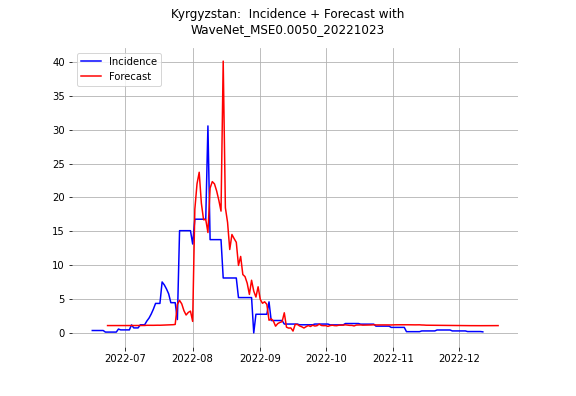 Kyrgyzstan:  Incidence + Forecast with
WaveNet_MSE0.0050_20221023
Incidence
Forecast
40
35
30
25
20
15
10
5
0
2022-07 2022-08 2022-09 2022-10 2022-11 2022-12